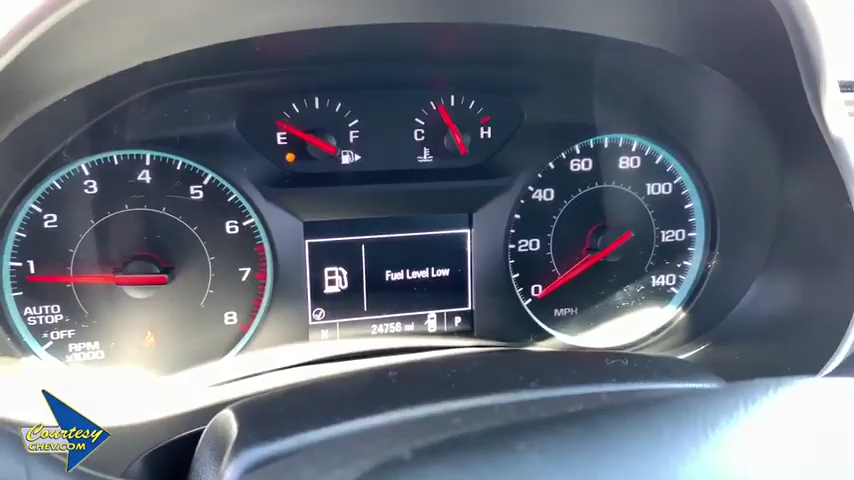 E F
C H
1 2 3 4 5 6 7 8
AUTO
STOP
OFF
RPM
x1000
Fuel Level Low
N 24756 mi P
0 20 40 60 80 100 120 140
MPH
Courtesy
CHEV.COM